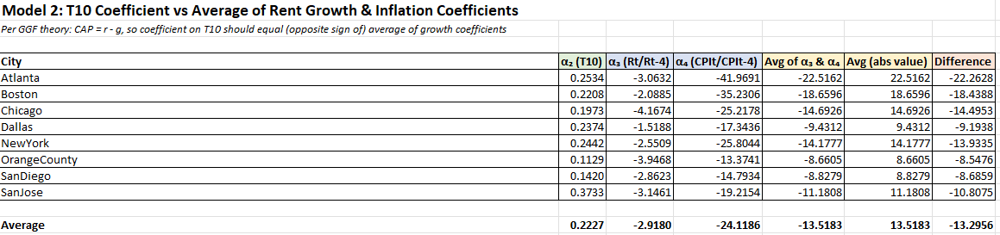 Model 2: T10 Coefficient vs Average of Rent Growth & Inflation Coefficients
Per GGF theory: CAP = r - g, so coefficient on T10 should equal (opposite sign of) average of growth coefficients
City α₂ (T10) α₃ (Rt/Rt-4) α₄ (CPIt/CPIt-4) Avg of α₃ & α₄ Avg (abs value) Difference
Atlanta 0.2534 -3.0632 -41.9691 -22.5162 22.5162 -22.2628
Boston 0.2208 -2.0885 -35.2306 -18.6596 18.6596 -18.4388
Chicago 0.1973 -4.1674 -25.2178 -14.6926 14.6926 -14.4953
Dallas 0.2374 -1.5188 -17.3436 -9.4312 9.4312 -9.1938
NewYork 0.2442 -2.5509 -25.8044 -14.1777 14.1777 -13.9335
OrangeCounty 0.1129 -3.9468 -13.3741 -8.6605 8.6605 -8.5476
SanDiego 0.1420 -2.8623 -14.7934 -8.8279 8.8279 -8.6859
SanJose 0.3733 -3.1461 -19.2154 -11.1808 11.1808 -10.8075
Average 0.2227 -2.9180 -24.1186 -13.5183 13.5183 -13.2956